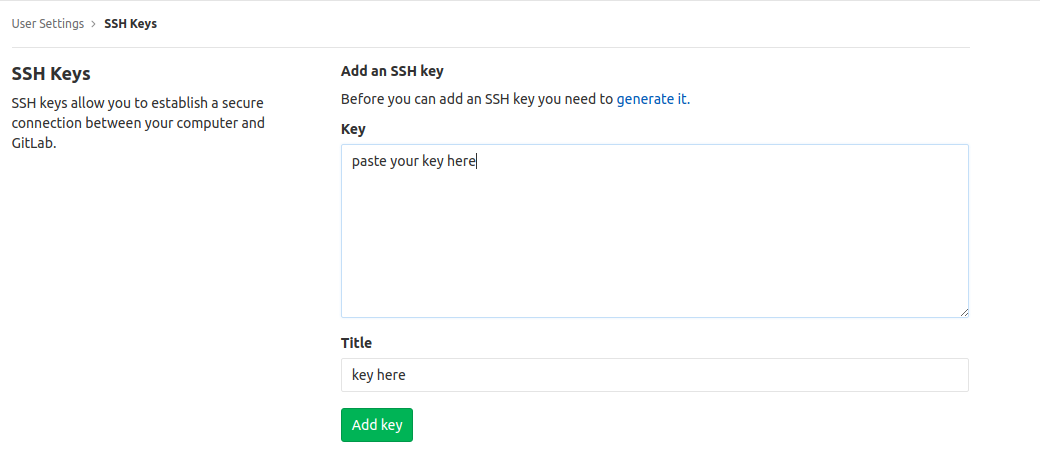 User Settings > SSH Keys
SSH Keys
SSH keys allow you to establish a secure
connection between your computer and
GitLab.
Add an SSH key
Before you can add an SSH key you need to generate it.
Key
paste your key here
Title
key here
Add key